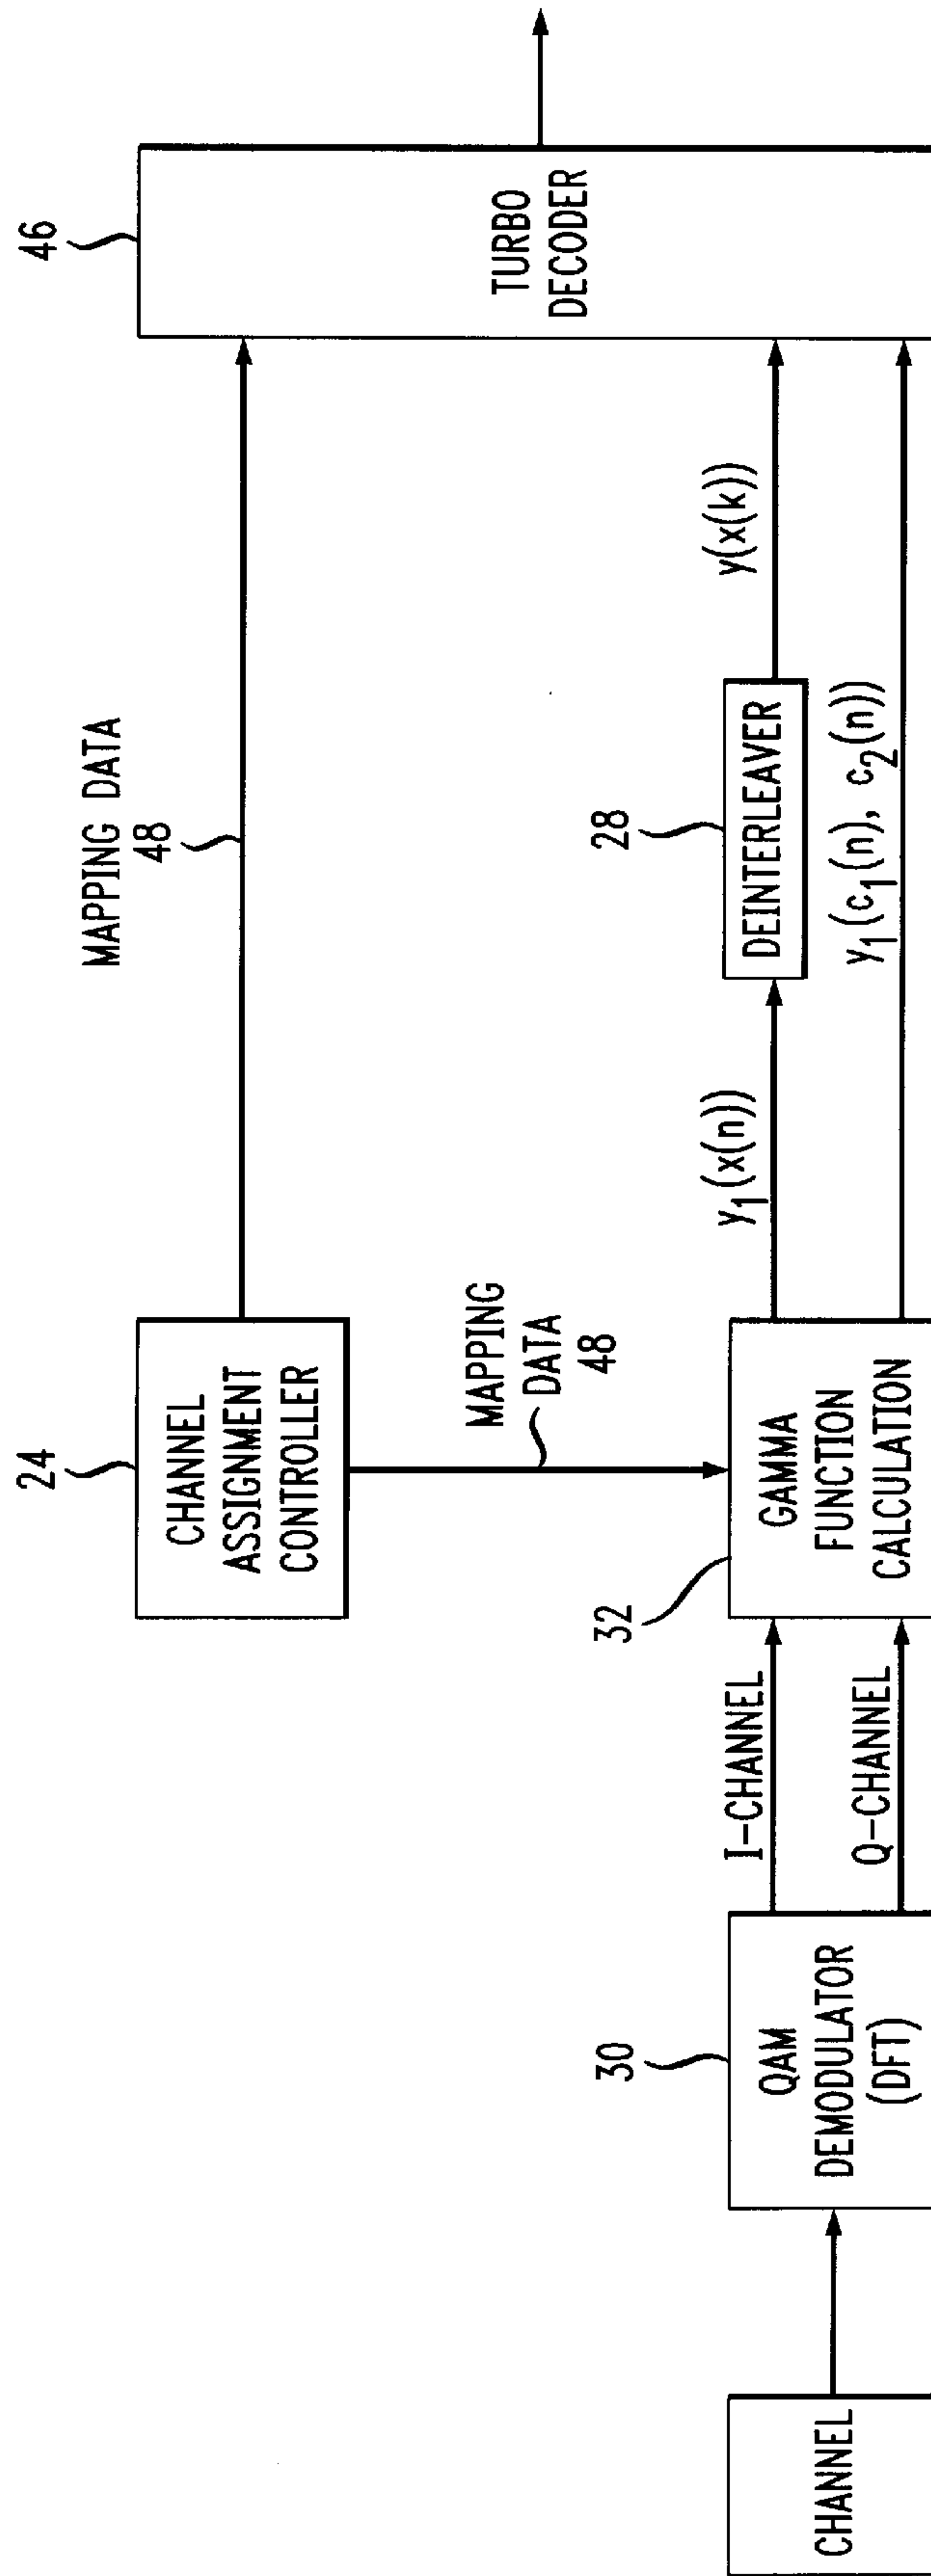 CHANNEL
30
QAM
DEMODULATOR
(DFT)
I-CHANNEL
Q-CHANNEL
24
CHANNEL
ASSIGNMENT
CONTROLLER
MAPPING
DATA
48
32
GAMMA
FUNCTION
CALCULATION
MAPPING DATA
48
y₁(x(n))
28
DEINTERLEAVER
y(x(k))
y₁(c₁(n), c₂(n))
46
TURBO
DECODER